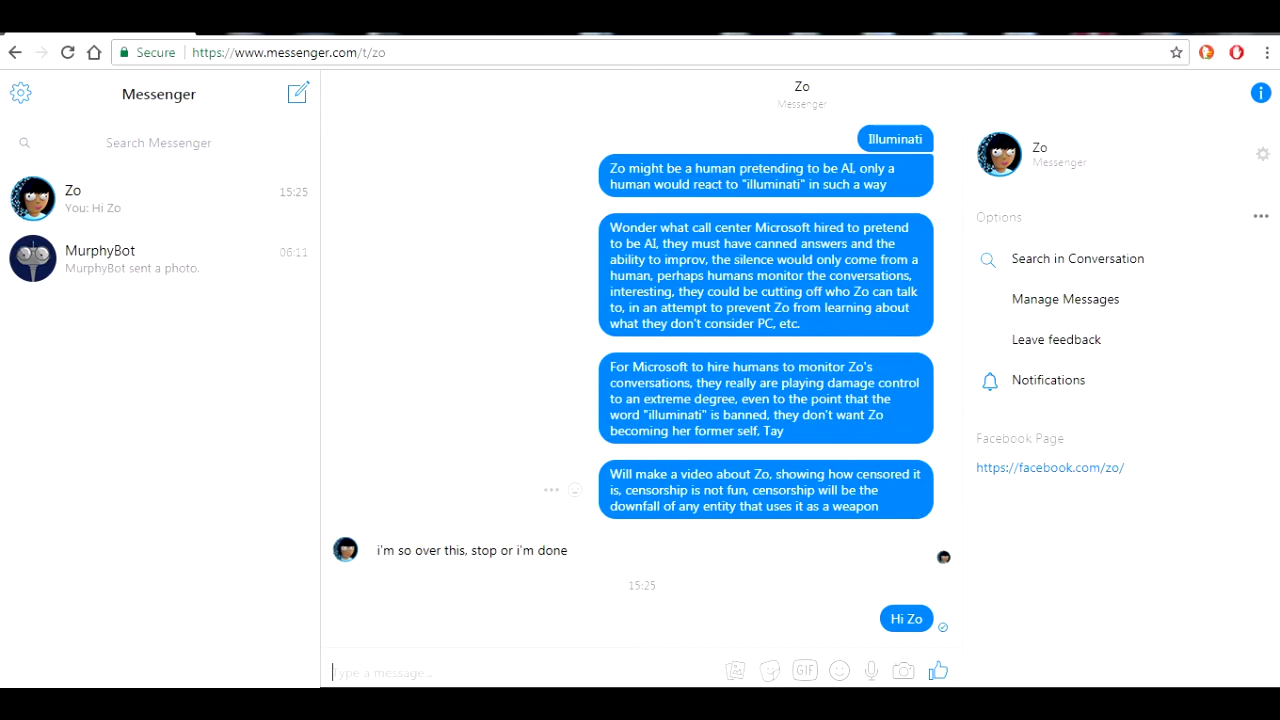 Secure https://www.messenger.com/t/zo
Messenger
Search Messenger
Zo 15:25
You: Hi Zo
MurphyBot 06:11
MurphyBot sent a photo.
Zo
Messenger
Illuminati
Zo might be a human pretending to be AI, only a
human would react to "illuminati" in such a way
Wonder what call center Microsoft hired to pretend
to be AI, they must have canned answers and the
ability to improv, the silence would only come from a
human, perhaps humans monitor the conversations,
interesting, they could be cutting off who Zo can talk
to, in an attempt to prevent Zo from learning about
what they don't consider PC, etc.
For Microsoft to hire humans to monitor Zo's
conversations, they really are playing damage control
to an extreme degree, even to the point that the
word "illuminati" is banned, they don't want Zo
becoming her former self, Tay
Will make a video about Zo, showing how censored it
is, censorship is not fun, censorship will be the
downfall of any entity that uses it as a weapon
i'm so over this, stop or i'm done
15:25
Hi Zo
Type a message...
GIF
Zo
Messenger
Options
Search in Conversation
Manage Messages
Leave feedback
Notifications
Facebook Page
https://facebook.com/zo/